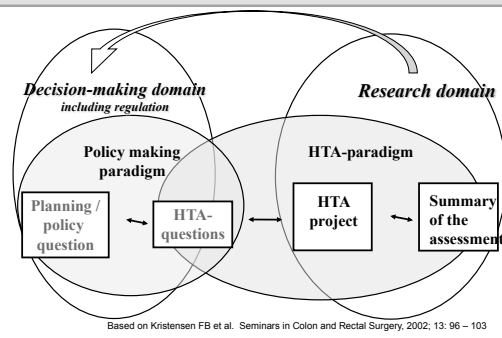 Decision-making domain
including regulation
Research domain
Policy making
paradigm
HTA-paradigm
Planning /
policy
question
HTA-
questions
HTA
project
Summary
of the
assessment
Based on Kristensen FB et al. Seminars in Colon and Rectal Surgery, 2002; 13: 96 – 103